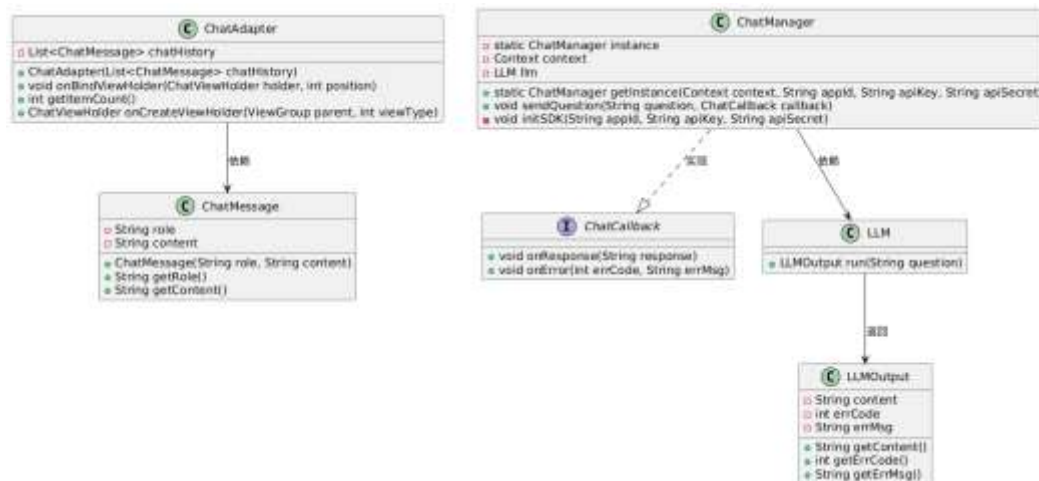 C ChatAdapter
List<ChatMessage> chatHistory
ChatAdapter(List<ChatMessage> chatHistory)
void onBindViewHolder(ChatViewHolder holder, int position)
int getItemCount()
ChatViewHolder onCreateViewHolder(ViewGroup parent, int viewType)
依赖
C ChatMessage
String role
String content
ChatMessage(String role, String content)
String getRole()
String getContent()
C ChatManager
static ChatManager instance
Context context
LLM llm
static ChatManager getInstance(Context context, String appId, String apiKey, String apiSecret)
void sendQuestion(String question, ChatCallback callback)
void initSDK(String appId, String apiKey, String apiSecret)
实现
依赖
I ChatCallback
void onResponse(String response)
void onError(int errCode, String errMsg)
C LLM
LLMOutput run(String question)
返回
C LLMOutput
String content
int errCode
String errMsg
String getContent()
int getErrCode()
String getErrMsg()